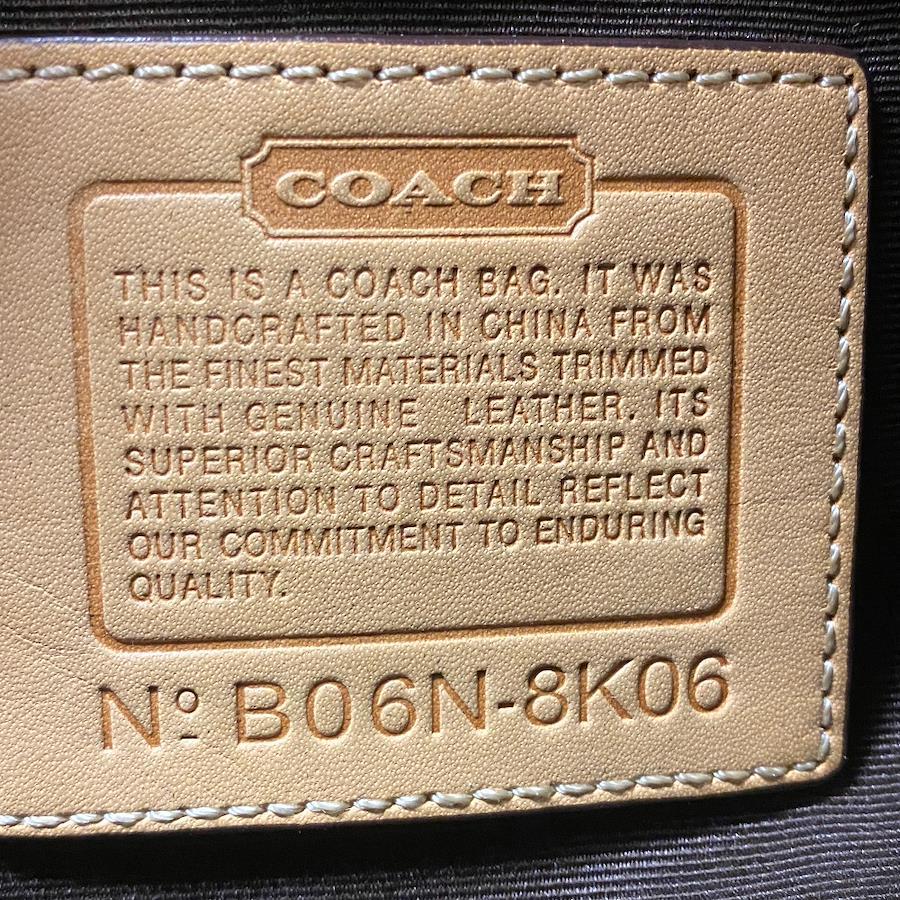 COACH
THIS IS A COACH BAG. IT WAS
HANDCRAFTED IN CHINA FROM
THE FINEST MATERIALS TRIMMED
WITH GENUINE LEATHER. ITS
SUPERIOR CRAFTSMANSHIP AND
ATTENTION TO DETAIL REFLECT
OUR COMMITMENT TO ENDURING
QUALITY.
Nº B06N-8K06